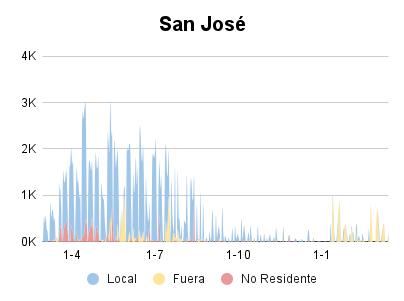 San José
4K
3K
2K
1K
0K
1-4 1-7 1-10 1-1
Local Fuera No Residente